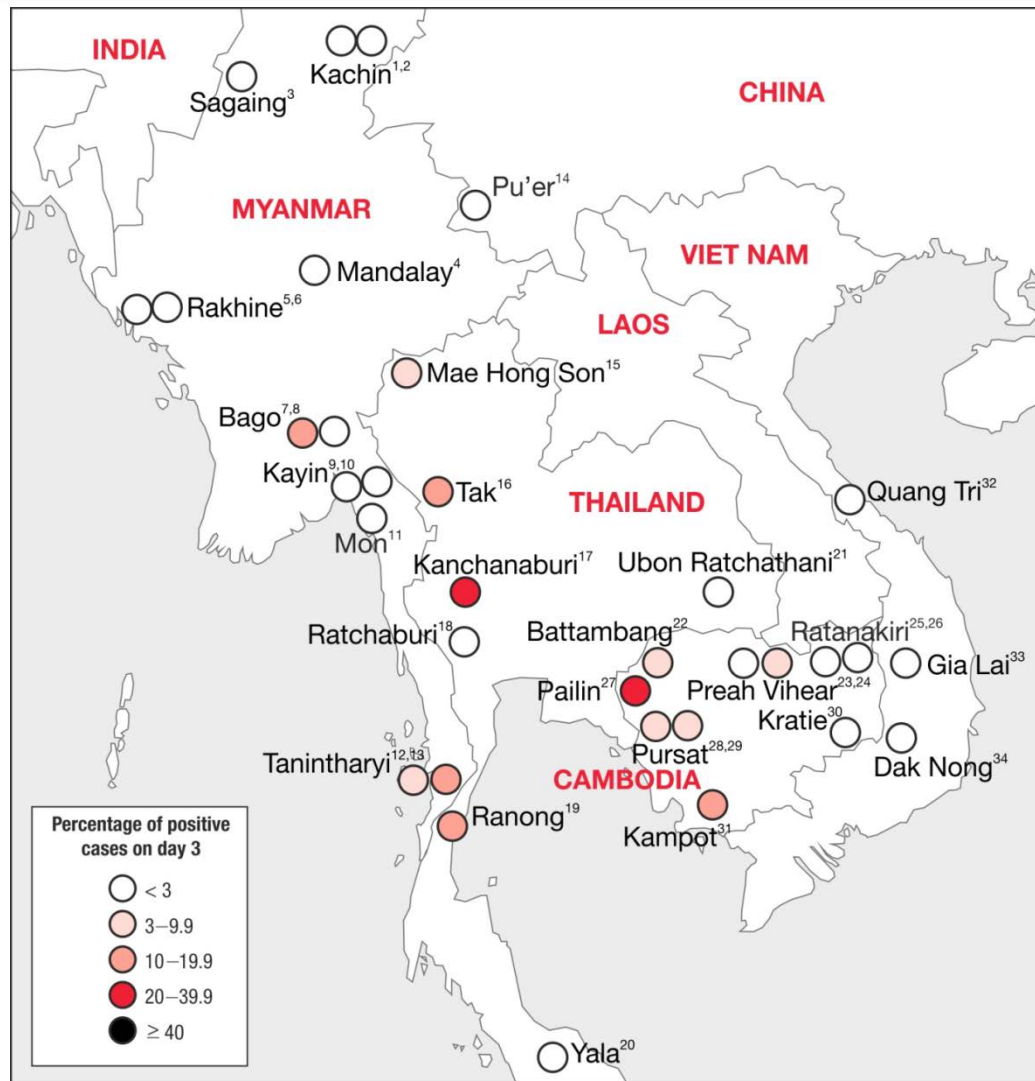 INDIA
Kachin1,2
Sagaing3
CHINA
Pu’er14
MYANMAR
VIET NAM
Mandalay4
Rakhine5,6
LAOS
Mae Hong Son15
Bago7,8
Kayin9,10
Tak16
THAILAND
Quang Tri32
Mon11
Kanchanaburi17
Ubon Ratchathani21
Ratchaburi18
Battambang22
Ratanakiri25,26
Gia Lai33
Pailin27
Preah Vihear23,24
Kratie30
Pursat28,29
Tanintharyi12,13
Dak Nong34
CAMBODIA
Ranong19
Kampot31
Percentage of positive
cases on day 3
< 3
3–9.9
10–19.9
20–39.9
≥ 40
Yala20